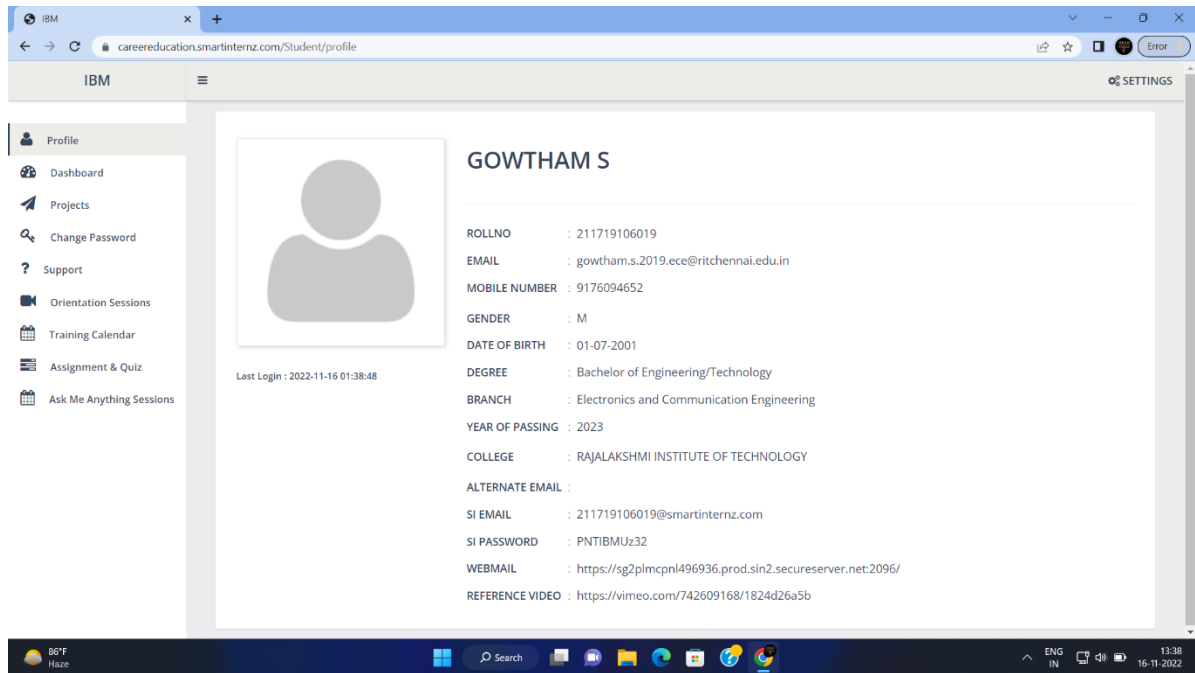 IBM
careereducation.smartinternz.com/Student/profile
Error
IBM
SETTINGS
Profile
Dashboard
Projects
Change Password
Support
Orientation Sessions
Training Calendar
Assignment & Quiz
Ask Me Anything Sessions
Last Login : 2022-11-16 01:38:48
GOWTHAM S
ROLLNO : 211719106019
EMAIL : gowtham.s.2019.ece@ritchennai.edu.in
MOBILE NUMBER : 9176094652
GENDER : M
DATE OF BIRTH : 01-07-2001
DEGREE : Bachelor of Engineering/Technology
BRANCH : Electronics and Communication Engineering
YEAR OF PASSING : 2023
COLLEGE : RAJALAKSHMI INSTITUTE OF TECHNOLOGY
ALTERNATE EMAIL :
SI EMAIL : 211719106019@smartinternz.com
SI PASSWORD : PNTIBMUz32
WEBMAIL : https://sg2plmcpnl496936.prod.sin2.secureserver.net:2096/
REFERENCE VIDEO : https://vimeo.com/742609168/1824d26a5b
86°F
Haze
Search
ENG
IN
13:38
16-11-2022